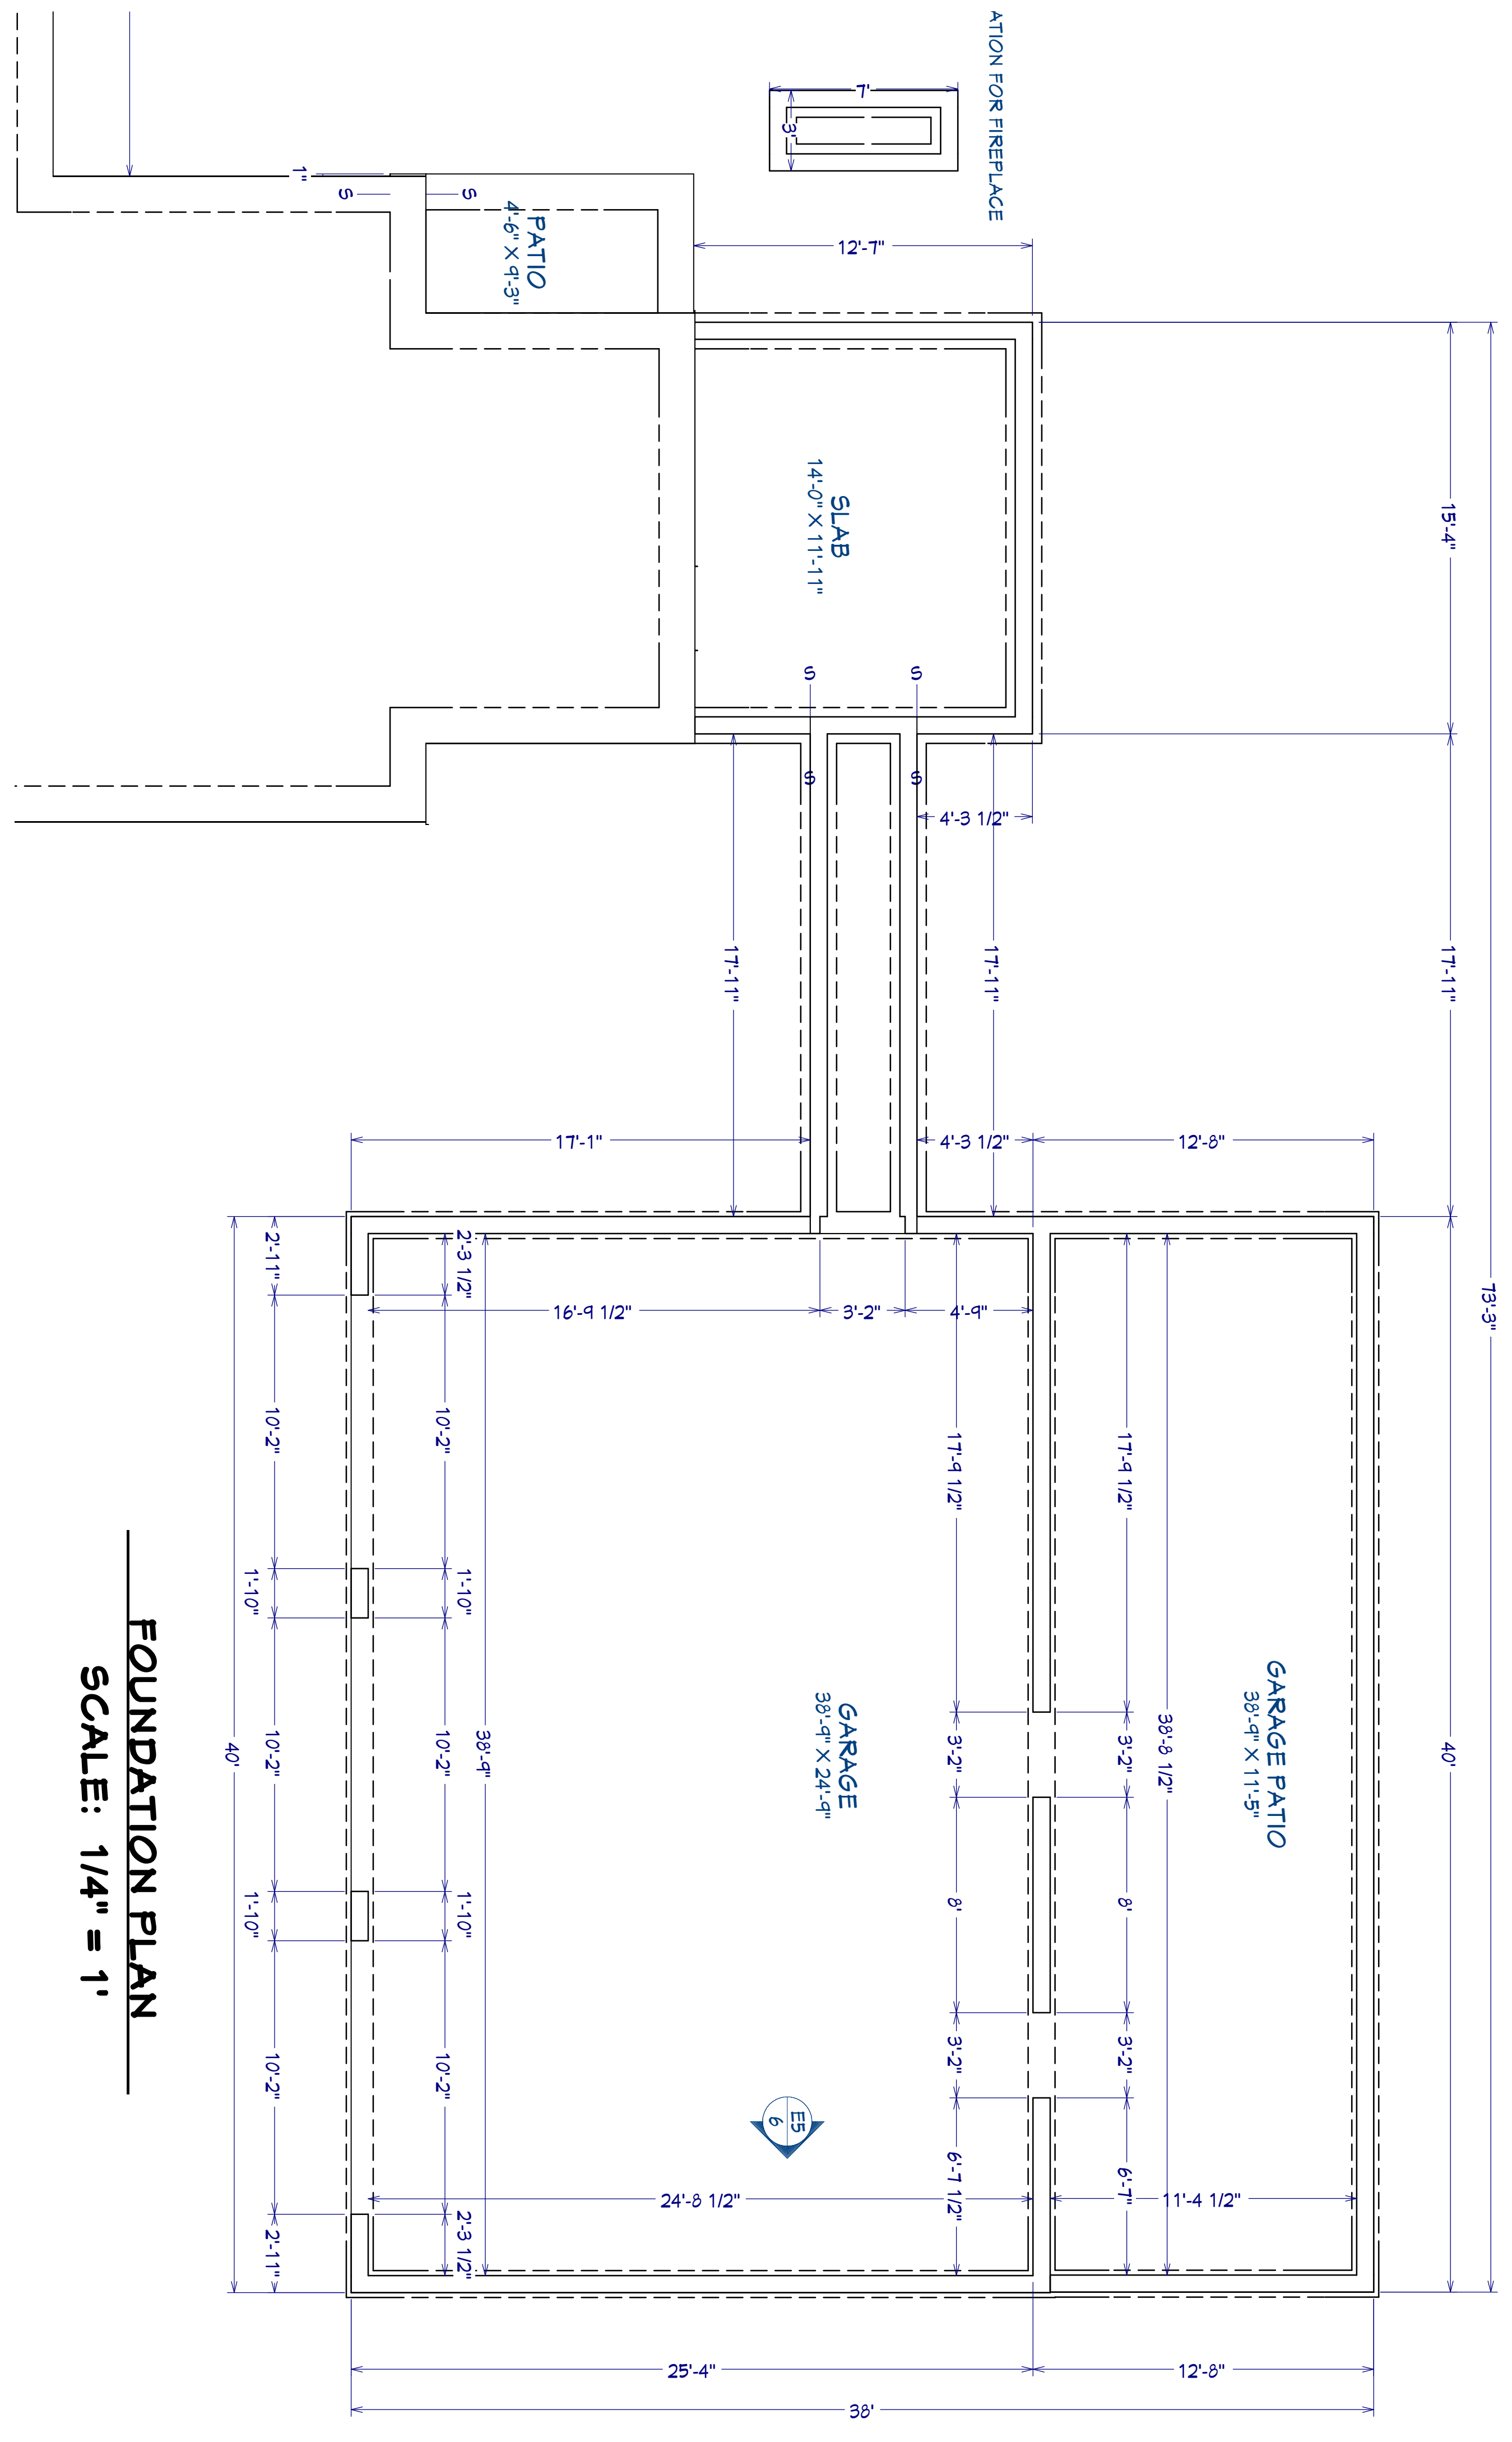 ATION FOR FIREPLACE
7'
3'
1"
S
S
PATIO
4'-6" X 9'-3"
12'-7"
SLAB
14'-0" X 11'-11"
15'-4"
S
S
S
S
4'-3 1/2"
17'-11"
17'-11"
17'-11"
17'-1"
4'-3 1/2"
12'-8"
2'-11"
2'-3 1/2"
16'-9 1/2"
3'-2"
4'-9"
73'-3"
10'-2"
10'-2"
17'-9 1/2"
17'-9 1/2"
1'-10"
1'-10"
10'-2"
10'-2"
38'-9"
40'
3'-2"
3'-2"
38'-8 1/2"
40'
GARAGE
38'-9" X 24'-9"
GARAGE PATIO
38'-9" X 11'-5"
1'-10"
1'-10"
8'
8'
10'-2"
10'-2"
3'-2"
3'-2"
E5
6
6'-7 1/2"
6'-7"
24'-8 1/2"
11'-4 1/2"
2'-11"
2'-3 1/2"
25'-4"
12'-8"
38'
FOUNDATION PLAN
SCALE: 1/4" = 1'